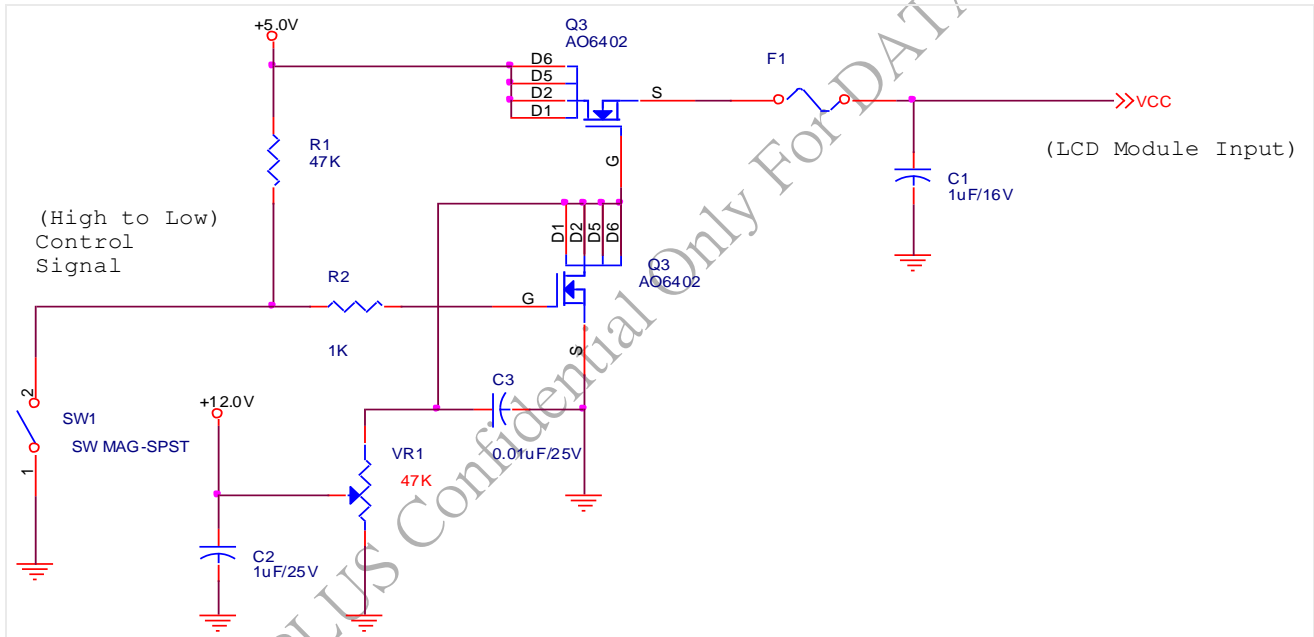 +5.0V
Q3
AO6402
D6
D5
D2
D1
S
G
F1
VCC
(LCD Module Input)
R1
47K
C1
1uF/16V
(High to Low)
Control
Signal
D1
D2
D5
D6
Q3
AO6402
R2
G
1K
S
2
SW1
SW MAG-SPST
1
+12.0V
C3
0.01uF/25V
VR1
47K
C2
1uF/25V
PLUS Confidential Only For DATA